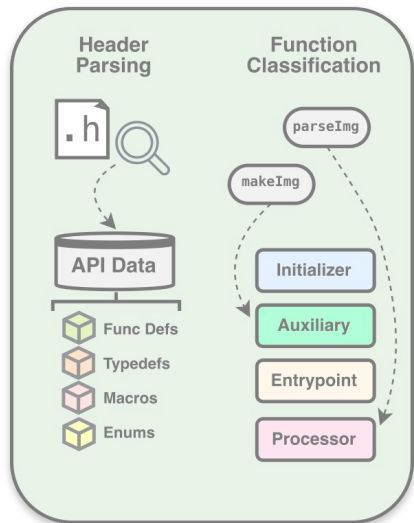 Header
Parsing
.h
API Data
Func Defs
Typedefs
Macros
Enums
Function
Classification
parseImg
makeImg
Initializer
Auxiliary
Entrypoint
Processor